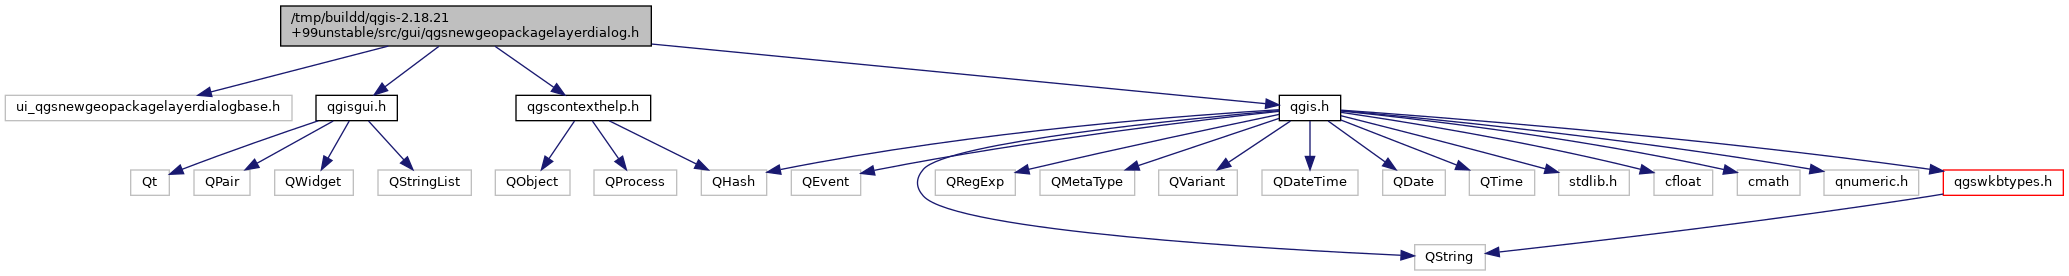 /tmp/buildd/qgis-2.18.21
+99unstable/src/gui/qgsnewgeopackagelayerdialog.h
ui_qgsnewgeopackagelayerdialogbase.h
qgisgui.h
qgscontexthelp.h
qgis.h
Qt
QPair
QWidget
QStringList
QObject
QProcess
QHash
QEvent
QRegExp
QMetaType
QVariant
QDateTime
QDate
QTime
stdlib.h
cfloat
cmath
qnumeric.h
qgswkbtypes.h
QString